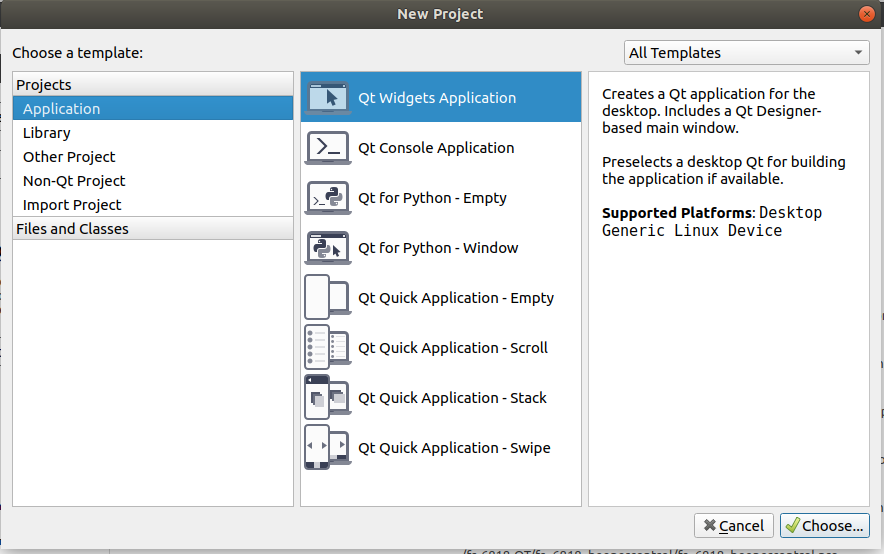 New Project
Choose a template:
All Templates
Projects
Application
Library
Other Project
Non-Qt Project
Import Project
Files and Classes
Qt Widgets Application
Qt Console Application
Qt for Python - Empty
Qt for Python - Window
Qt Quick Application - Empty
Qt Quick Application - Scroll
Qt Quick Application - Stack
Qt Quick Application - Swipe
Creates a Qt application for the
desktop. Includes a Qt Designer-
based main window.
Preselects a desktop Qt for building
the application if available.
Supported Platforms: Desktop
Generic Linux Device
Cancel
Choose...